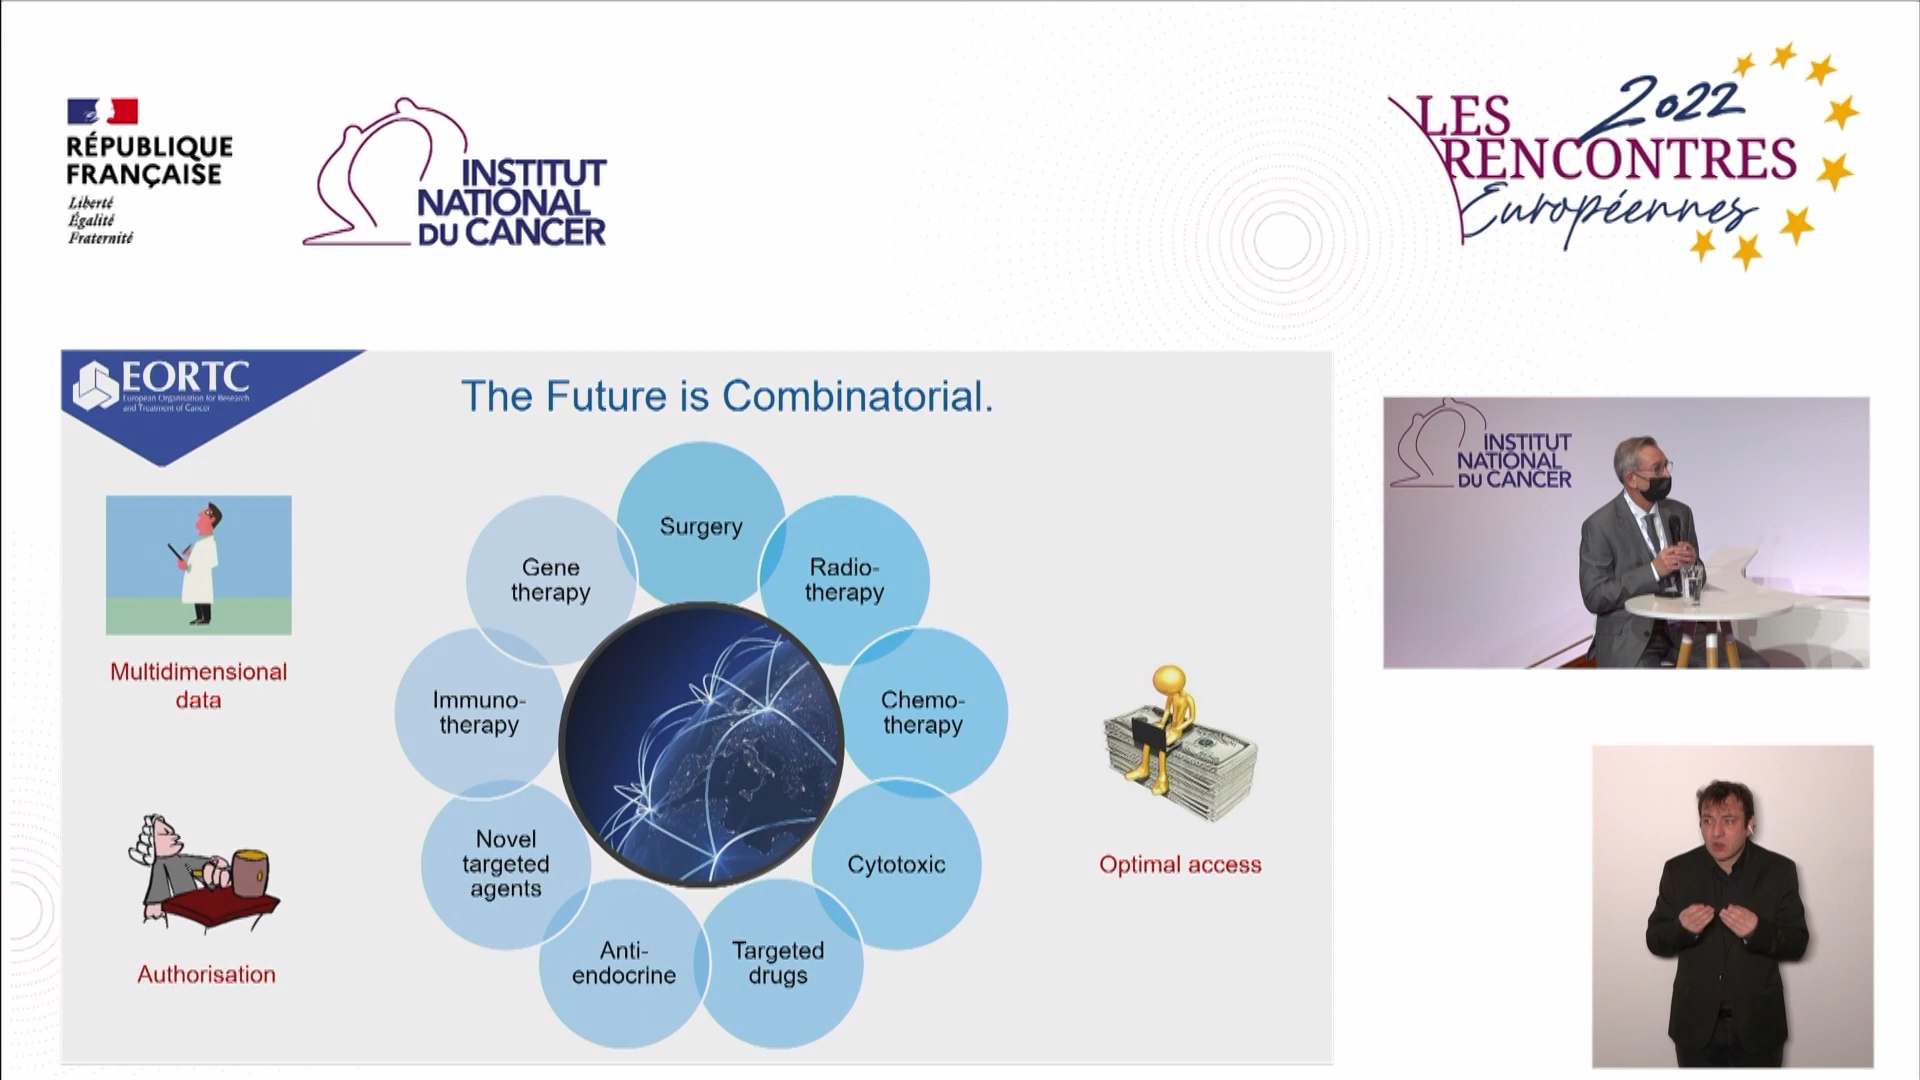 RÉPUBLIQUE
FRANÇAISE
Liberté
Égalité
Fraternité
INSTITUT
NATIONAL
DU CANCER
2022
LES
RENCONTRES
Européennes
EORTC
European Organisation for Research
and Treatment of Cancer
The Future is Combinatorial.
Surgery
Radio-
therapy
Chemo-
therapy
Cytotoxic
Targeted
drugs
Anti-
endocrine
Novel
targeted
agents
Immuno-
therapy
Gene
therapy
Multidimensional
data
Authorisation
Optimal access
INSTITUT
NATIONAL
DU CANCER